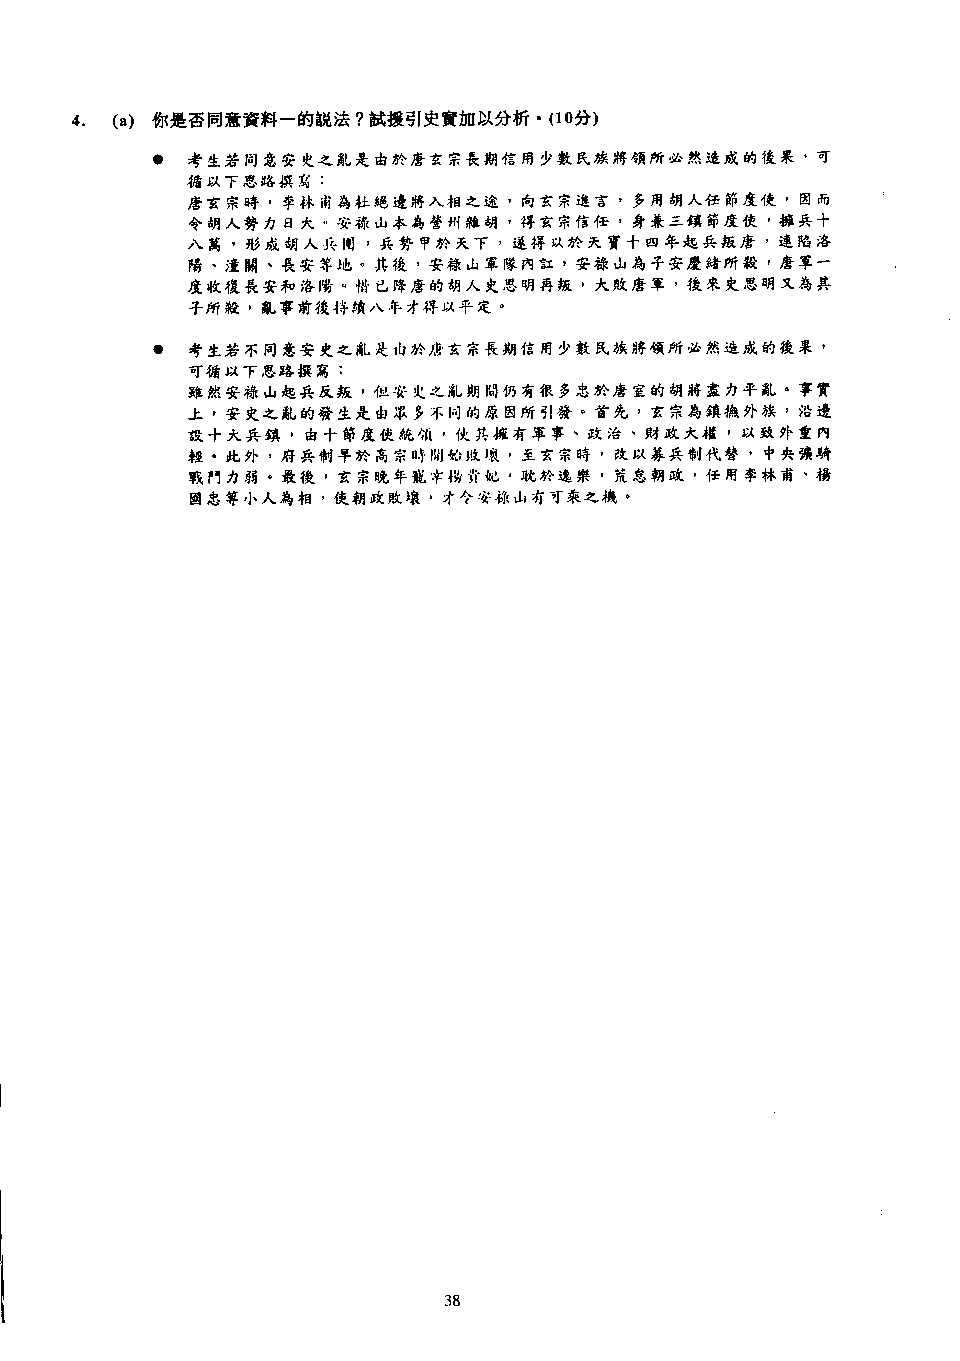 4. (a) 你是否同意資料一的說法？試援引史實加以分析。(10分)
● 考生若同意安史之亂是由於唐玄宗長期信用少數民族將領所必然造成的後果，可
循以下思路撰寫：
唐玄宗時，李林甫為杜絕邊將入相之途，向玄宗進言，多用胡人任節度使，因而
令胡人勢力日大。安祿山本為營州雜胡，得玄宗信任，身兼三鎮節度使，擁兵十
八萬，形成胡人兵團，兵勢甲於天下，遂得以於天寶十四年起兵叛唐，連陷洛
陽、潼關、長安等地。其後，安祿山軍隊內訌，安祿山為子安慶緒所殺，唐軍一
度收復長安和洛陽。惜已降唐的胡人史思明再叛，大敗唐軍，後來史思明又為其
子所殺，亂事前後持續八年才得以平定。
● 考生若不同意安史之亂是由於唐玄宗長期信用少數民族將領所必然造成的後果，
可循以下思路撰寫：
雖然安祿山起兵反叛，但安史之亂期間仍有很多忠於唐室的胡將盡力平亂。事實
上，安史之亂的發生是由眾多不同的原因所引發。首先，玄宗為鎮撫外族，沿邊
設十大兵鎮，由十節度使統領，使其擁有軍事、政治、財政大權，以致外重內
輕。此外，府兵制早於高宗時開始敗壞，至玄宗時，改以募兵制代替，中央彍騎
戰鬥力弱。最後，玄宗晚年寵幸楊貴妃，耽於逸樂，荒怠朝政，任用李林甫、楊
國忠等小人為相，使朝政敗壞，才令安祿山有可乘之機。
38